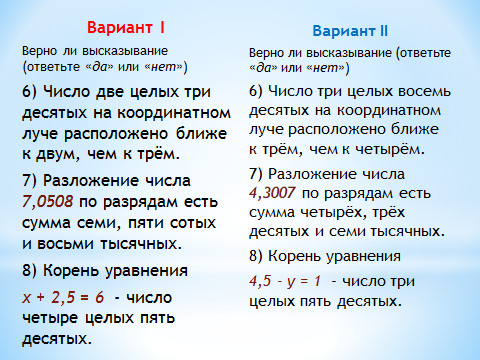 Вариант I
Верно ли высказывание
(ответьте «да» или «нет»)
6) Число две целых три
десятых на координатном
луче расположено ближе
к двум, чем к трём.
7) Разложение числа
7,0508 по разрядам есть
сумма семи, пяти сотых
и восьми тысячных.
8) Корень уравнения
х + 2,5 = 6 - число
четыре целых пять
десятых.
Вариант II
Верно ли высказывание (ответьте
«да» или «нет»)
6) Число три целых восемь
десятых на координатном
луче расположено ближе
к трём, чем к четырём.
7) Разложение числа
4,3007 по разрядам есть
сумма четырёх, трёх
десятых и семи тысячных.
8) Корень уравнения
4,5 - у = 1 - число три
целых пять десятых.